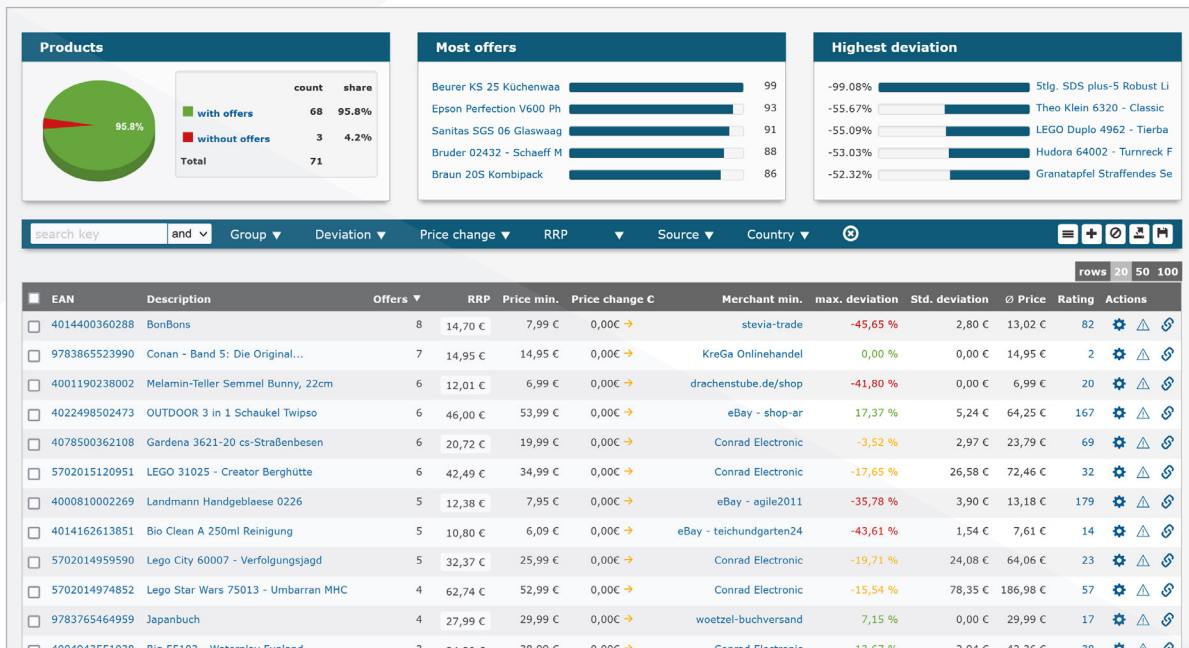 Products
count share
with offers 68 95.8%
without offers 3 4.2%
Total 71
95.8%
Most offers
Beurer KS 25 Küchenwaa 99
Epson Perfection V600 Ph 93
Sanitas SGS 06 Glaswaag 91
Bruder 02432 - Schaeff M 88
Braun 20S Kombipack 86
Highest deviation
-99.08% 5tlg. SDS plus-5 Robust Li
-55.67% Theo Klein 6320 - Classic
-55.09% LEGO Duplo 4962 - Tierba
-53.03% Hudora 64002 - Turnreck F
-52.32% Granatapfel Straffendes Se
search key and Group ▼ Deviation ▼ Price change ▼ RRP ▼ Source ▼ Country ▼
rows 20 50 100
EAN Description Offers ▼ RRP Price min. Price change € Merchant min. max. deviation Std. deviation Ø Price Rating Actions
4014400360288 BonBons 8 14,70 € 7,99 € 0,00€ → stevia-trade -45,65 % 2,80 € 13,02 € 82
9783865523990 Conan - Band 5: Die Original... 7 14,95 € 14,95 € 0,00€ → KreGa Onlinehandel 0,00 % 0,00 € 14,95 € 2
4001190238002 Melamin-Teller Semmel Bunny, 22cm 6 12,01 € 6,99 € 0,00€ → drachenstube.de/shop -41,80 % 0,00 € 6,99 € 20
4022498502473 OUTDOOR 3 in 1 Schaukel Twipso 6 46,00 € 53,99 € 0,00€ → eBay - shop-ar 17,37 % 5,24 € 64,25 € 167
4078500362108 Gardena 3621-20 cs-Straßenbesen 6 20,72 € 19,99 € 0,00€ → Conrad Electronic -3,52 % 2,97 € 23,79 € 69
5702015120951 LEGO 31025 - Creator Berghütte 6 42,49 € 34,99 € 0,00€ → Conrad Electronic -17,65 % 26,58 € 72,46 € 32
4000810002269 Landmann Handgeblaese 0226 5 12,38 € 7,95 € 0,00€ → eBay - agile2011 -35,78 % 3,90 € 13,18 € 179
4014162613851 Bio Clean A 250ml Reinigung 5 10,80 € 6,09 € 0,00€ → eBay - teichundgarten24 -43,61 % 1,54 € 7,61 € 14
5702014959590 Lego City 60007 - Verfolgungsjagd 5 32,37 € 25,99 € 0,00€ → Conrad Electronic -19,71 % 24,08 € 64,06 € 23
5702014974852 Lego Star Wars 75013 - Umbarran MHC 4 62,74 € 52,99 € 0,00€ → Conrad Electronic -15,54 % 78,35 € 186,98 € 57
9783765464959 Japanbuch 4 27,99 € 29,99 € 0,00€ → woetzel-buchversand 7,15 % 0,00 € 29,99 € 17